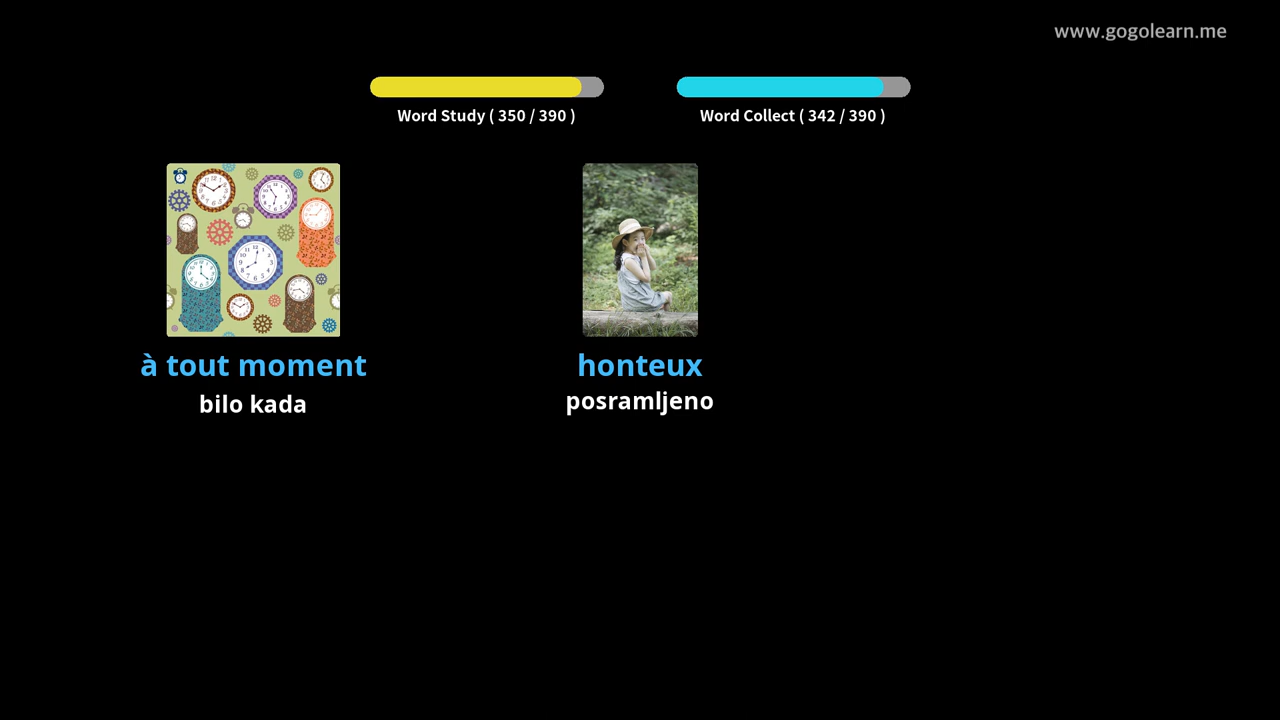 www.gogolearn.me
Word Study ( 350 / 390 )
Word Collect ( 342 / 390 )
à tout moment
bilo kada
honteux
posramljeno